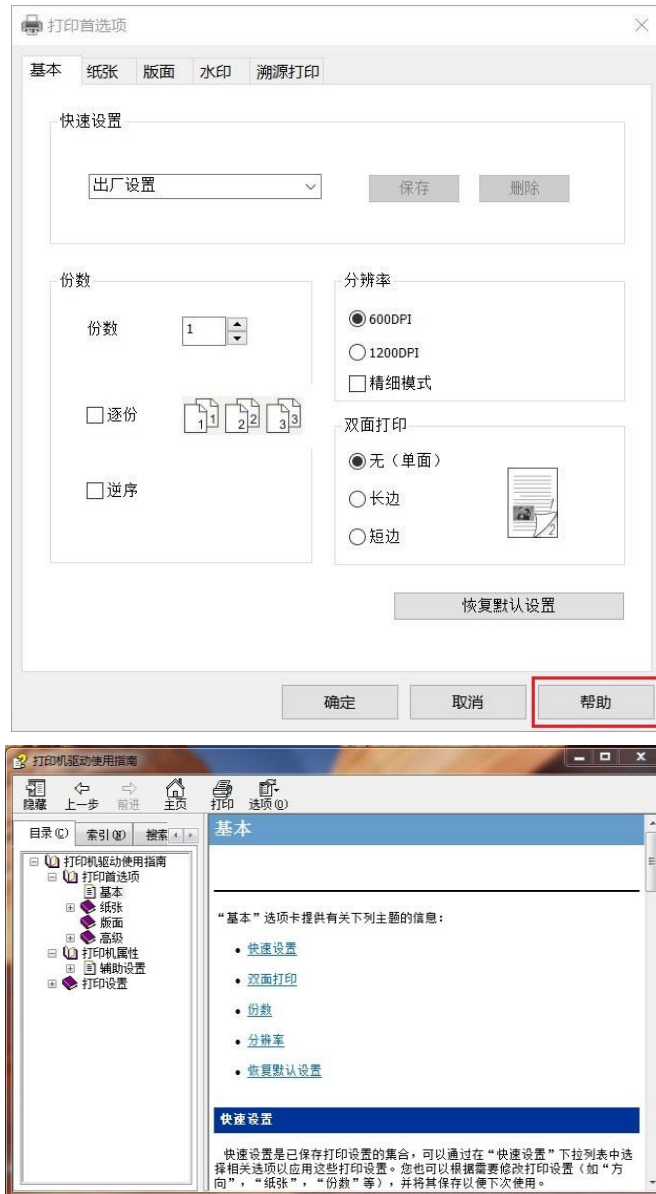 打印首选项
基本 纸张 版面 水印 溯源打印
快速设置
出厂设置 保存 删除
份数
份数 1
逐份 1 1 2 2 3 3
逆序
分辨率
600DPI
1200DPI
精细模式
双面打印
无（单面）
长边
短边
1
2
恢复默认设置
确定 取消 帮助
打印机驱动使用指南
隐藏 上一步 前进 主页 打印 选项(O)
目录(C) 索引(N) 搜索
打印机驱动使用指南
打印首选项
基本
纸张
版面
高级
打印机属性
辅助设置
打印设置
基本
“基本”选项卡提供有关下列主题的信息：
• 快速设置
• 双面打印
• 份数
• 分辨率
• 恢复默认设置
快速设置
快速设置是已保存打印设置的集合，可以通过在“快速设置”下拉列表中选
择相关选项以应用这些打印设置。您也可以根据需要修改打印设置（如“方
向”，“纸张”，“份数”等），并将其保存以便下次使用。